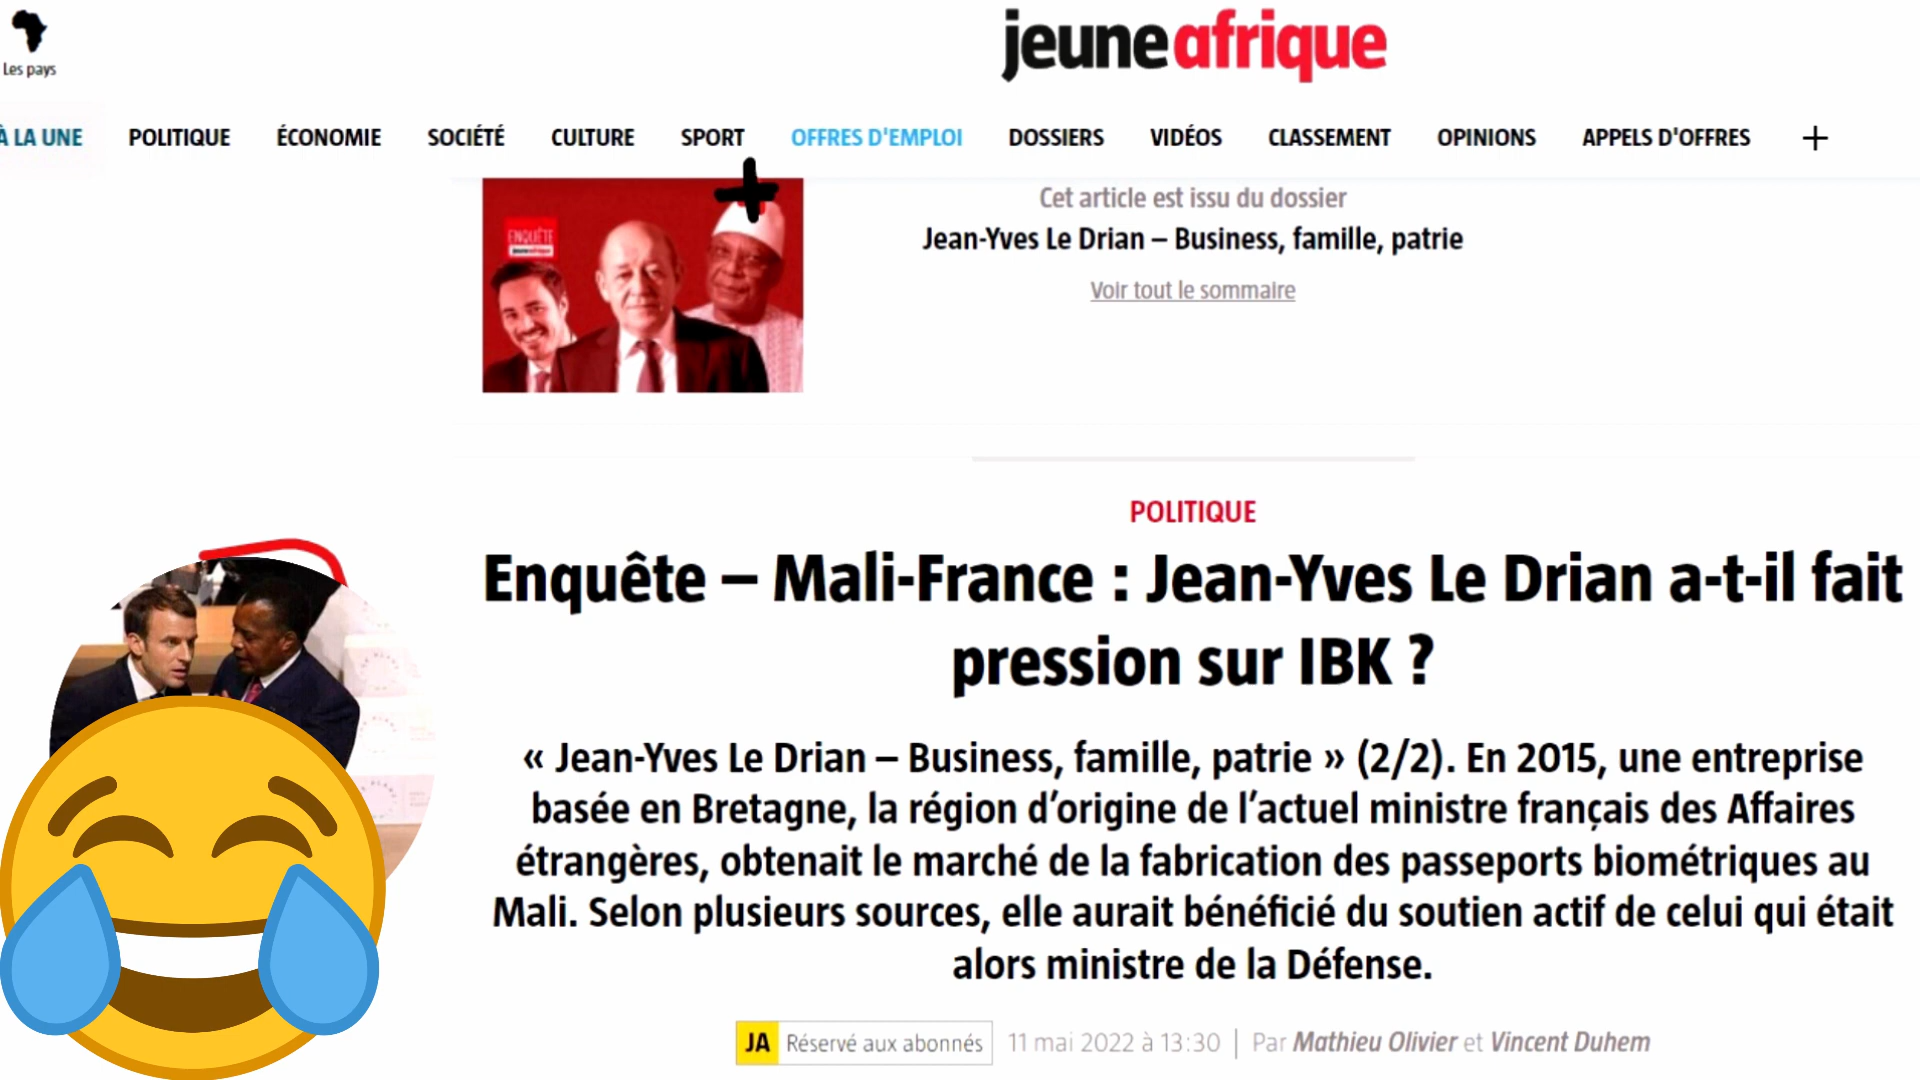 Les pays
jeuneafrique
À LA UNE POLITIQUE ÉCONOMIE SOCIÉTÉ CULTURE SPORT OFFRES D'EMPLOI DOSSIERS VIDÉOS CLASSEMENT OPINIONS APPELS D'OFFRES +
ENQUÊTE
jeuneafrique
Cet article est issu du dossier
Jean-Yves Le Drian – Business, famille, patrie
Voir tout le sommaire
POLITIQUE
Enquête – Mali-France : Jean-Yves Le Drian a-t-il fait
pression sur IBK ?
« Jean-Yves Le Drian – Business, famille, patrie » (2/2). En 2015, une entreprise
basée en Bretagne, la région d’origine de l’actuel ministre français des Affaires
étrangères, obtenait le marché de la fabrication des passeports biométriques au
Mali. Selon plusieurs sources, elle aurait bénéficié du soutien actif de celui qui était
alors ministre de la Défense.
JA Réservé aux abonnés 11 mai 2022 à 13:30 | Par Mathieu Olivier et Vincent Duhem